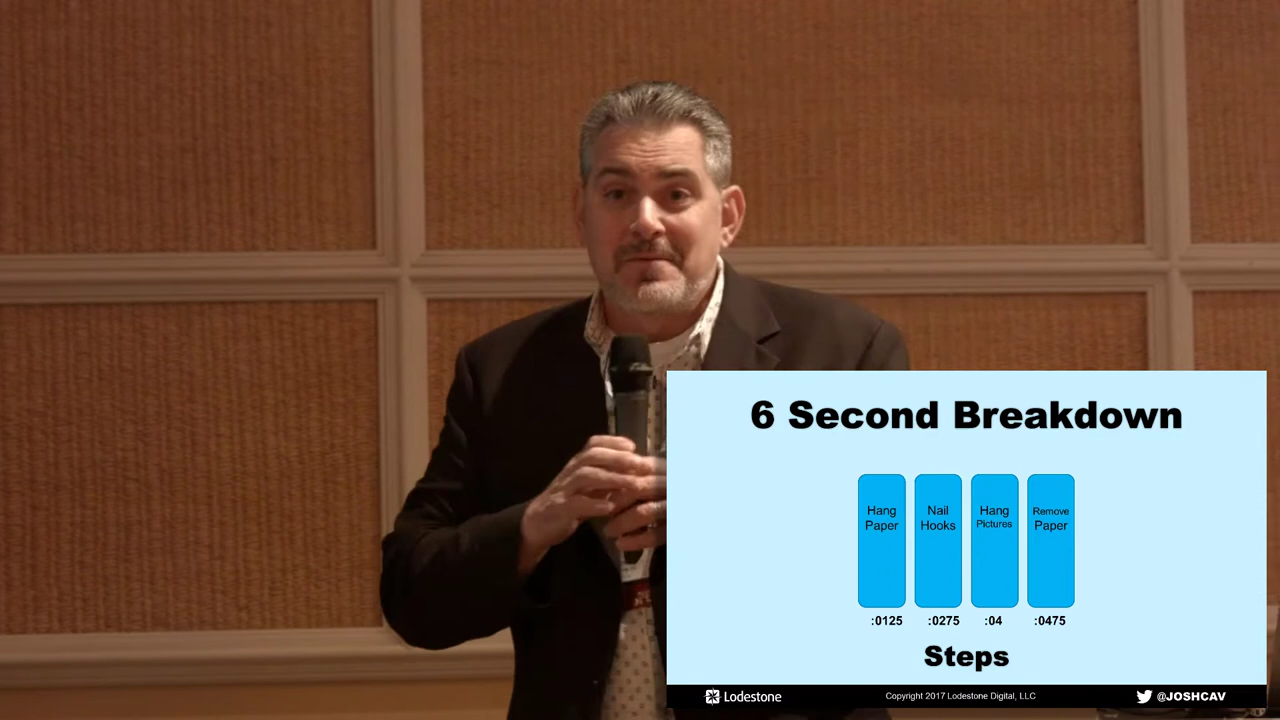 6 Second Breakdown
Hang
Paper
Nail
Hooks
Hang
Pictures
Remove
Paper
:0125
:0275
:04
:0475
Steps
Lodestone
Copyright 2017 Lodestone Digital, LLC
@JOSHCAV